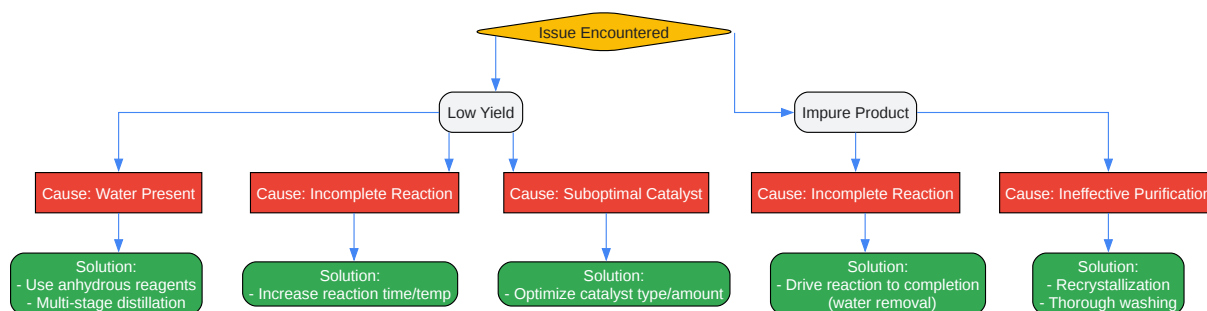 Issue Encountered
Low Yield
Impure Product
Cause: Water Present
Cause: Incomplete Reaction
Cause: Suboptimal Catalyst
Cause: Incomplete Reaction
Cause: Ineffective Purification
Solution:
- Use anhydrous reagents
- Multi-stage distillation
Solution:
- Increase reaction time/temp
Solution:
- Optimize catalyst type/amount
Solution:
- Drive reaction to completion
(water removal)
Solution:
- Recrystallization
- Thorough washing